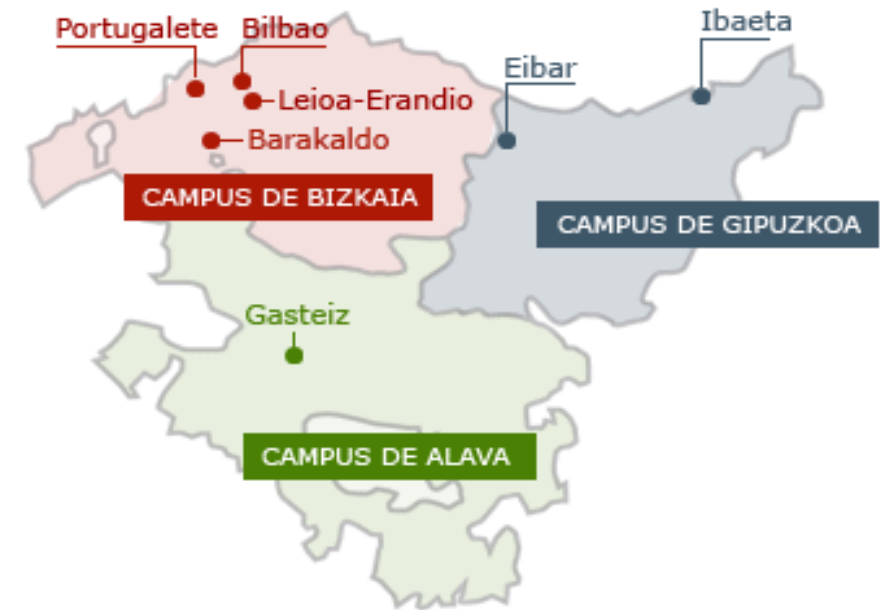 Portugalete
Bilbao
Ibaeta
Eibar
Leioa-Erandio
Barakaldo
CAMPUS DE BIZKAIA
CAMPUS DE GIPUZKOA
Gasteiz
CAMPUS DE ALAVA